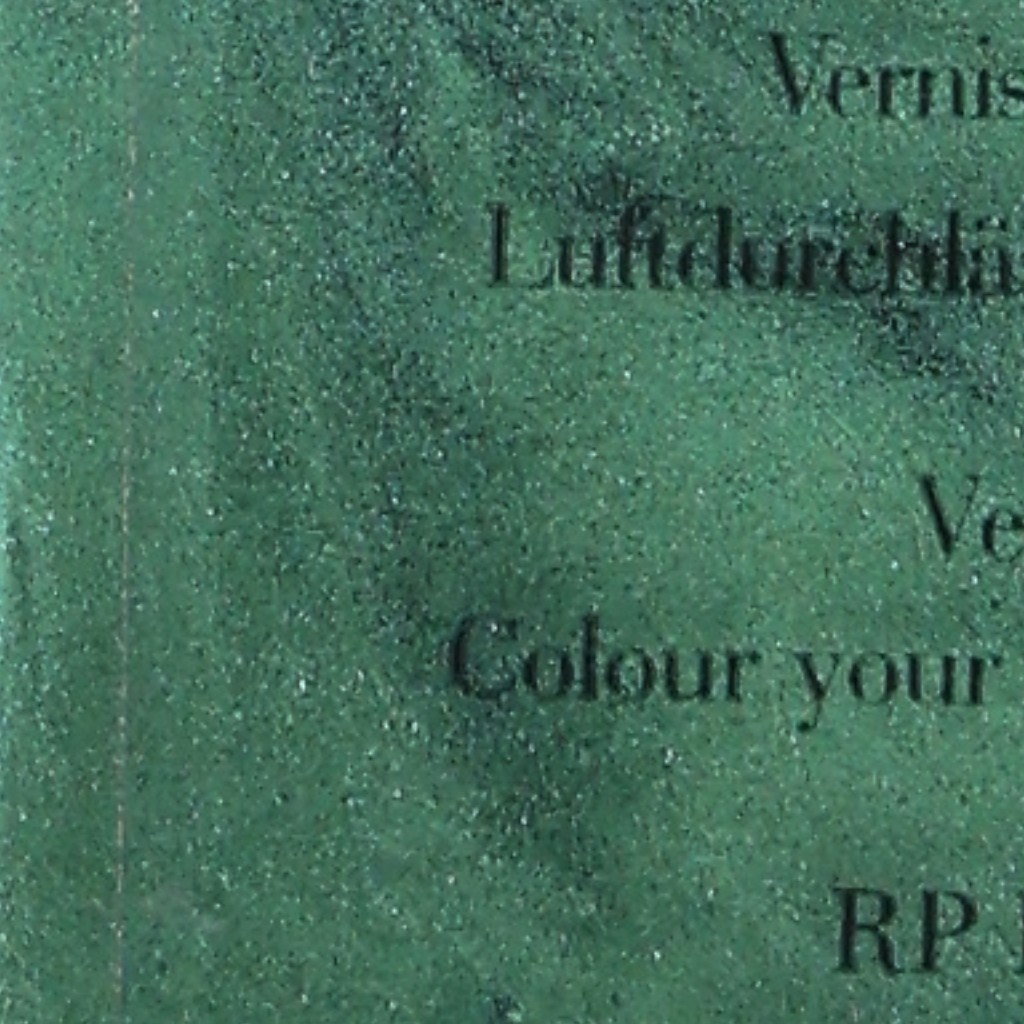 Vernis
Luftdurchlä
Ve
Colour your
RP